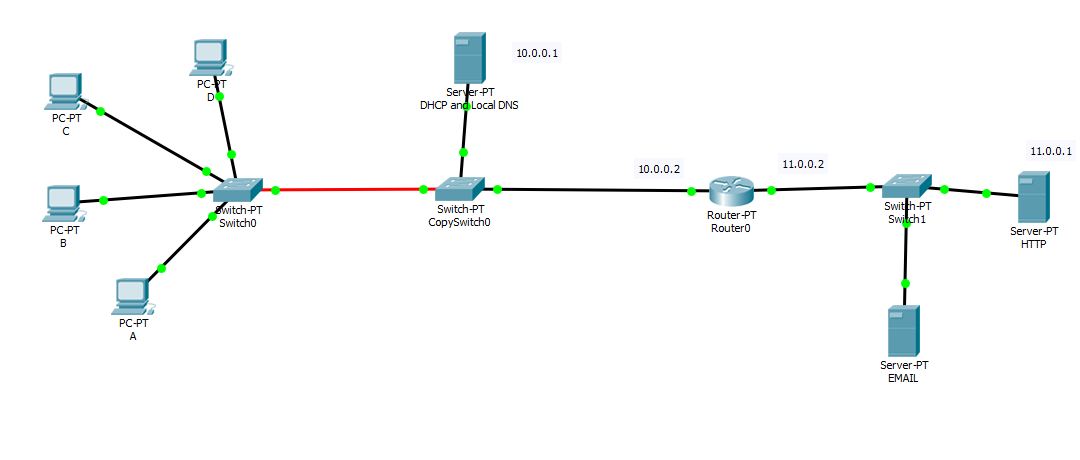 PC-PT
D
PC-PT
C
PC-PT
B
PC-PT
A
Switch-PT
Switch0
Server-PT
DHCP and Local DNS
10.0.0.1
Switch-PT
CopySwitch0
10.0.0.2
Router-PT
Router0
11.0.0.2
Switch-PT
Switch1
11.0.0.1
Server-PT
HTTP
Server-PT
EMAIL